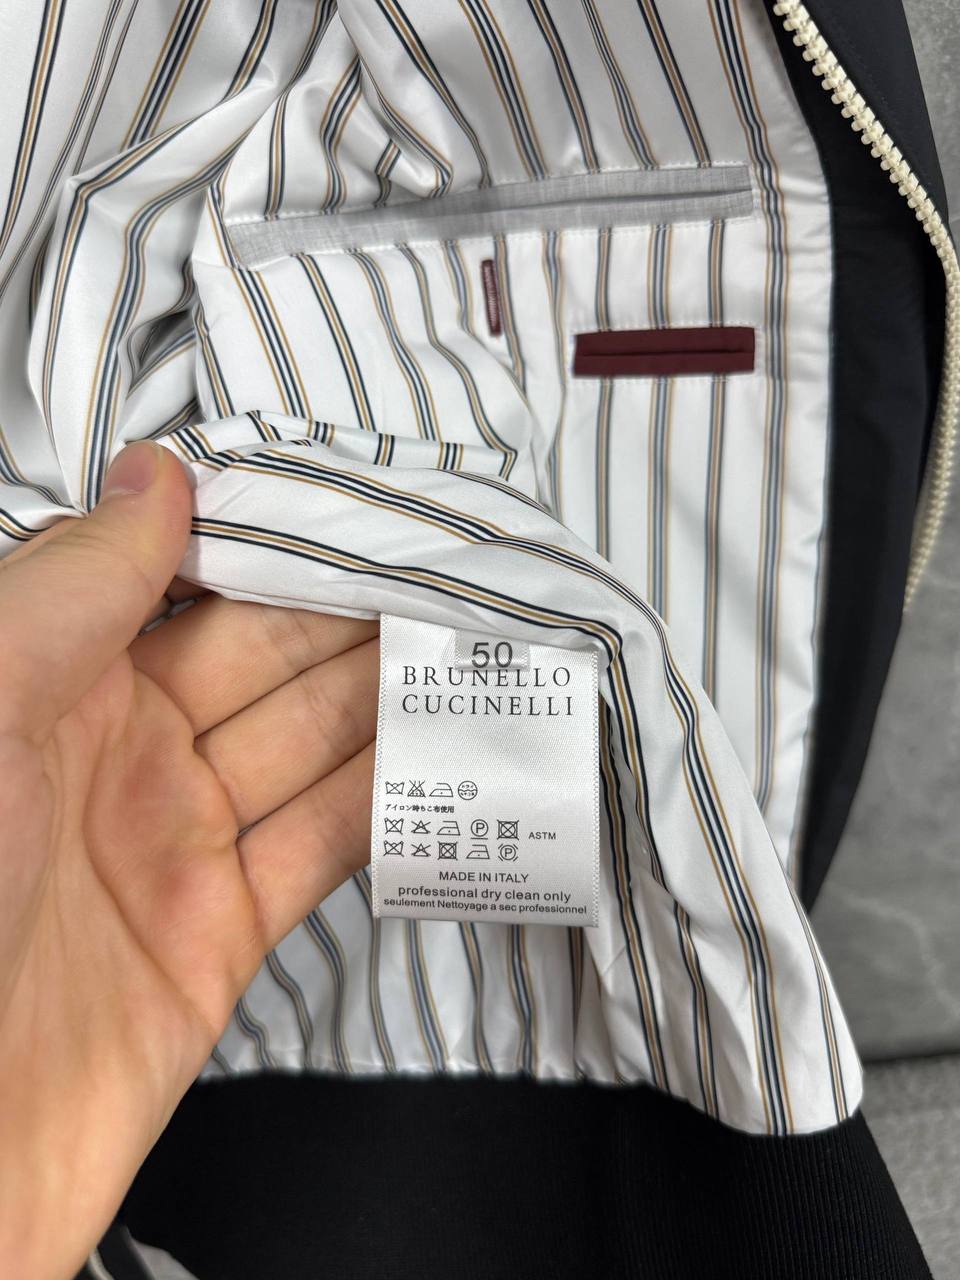 50
BRUNELLO
CUCINELLI
アイロン時あて布使用
P
ASTM
P
MADE IN ITALY
professional dry clean only
seulement Nettoyage a sec professionnel